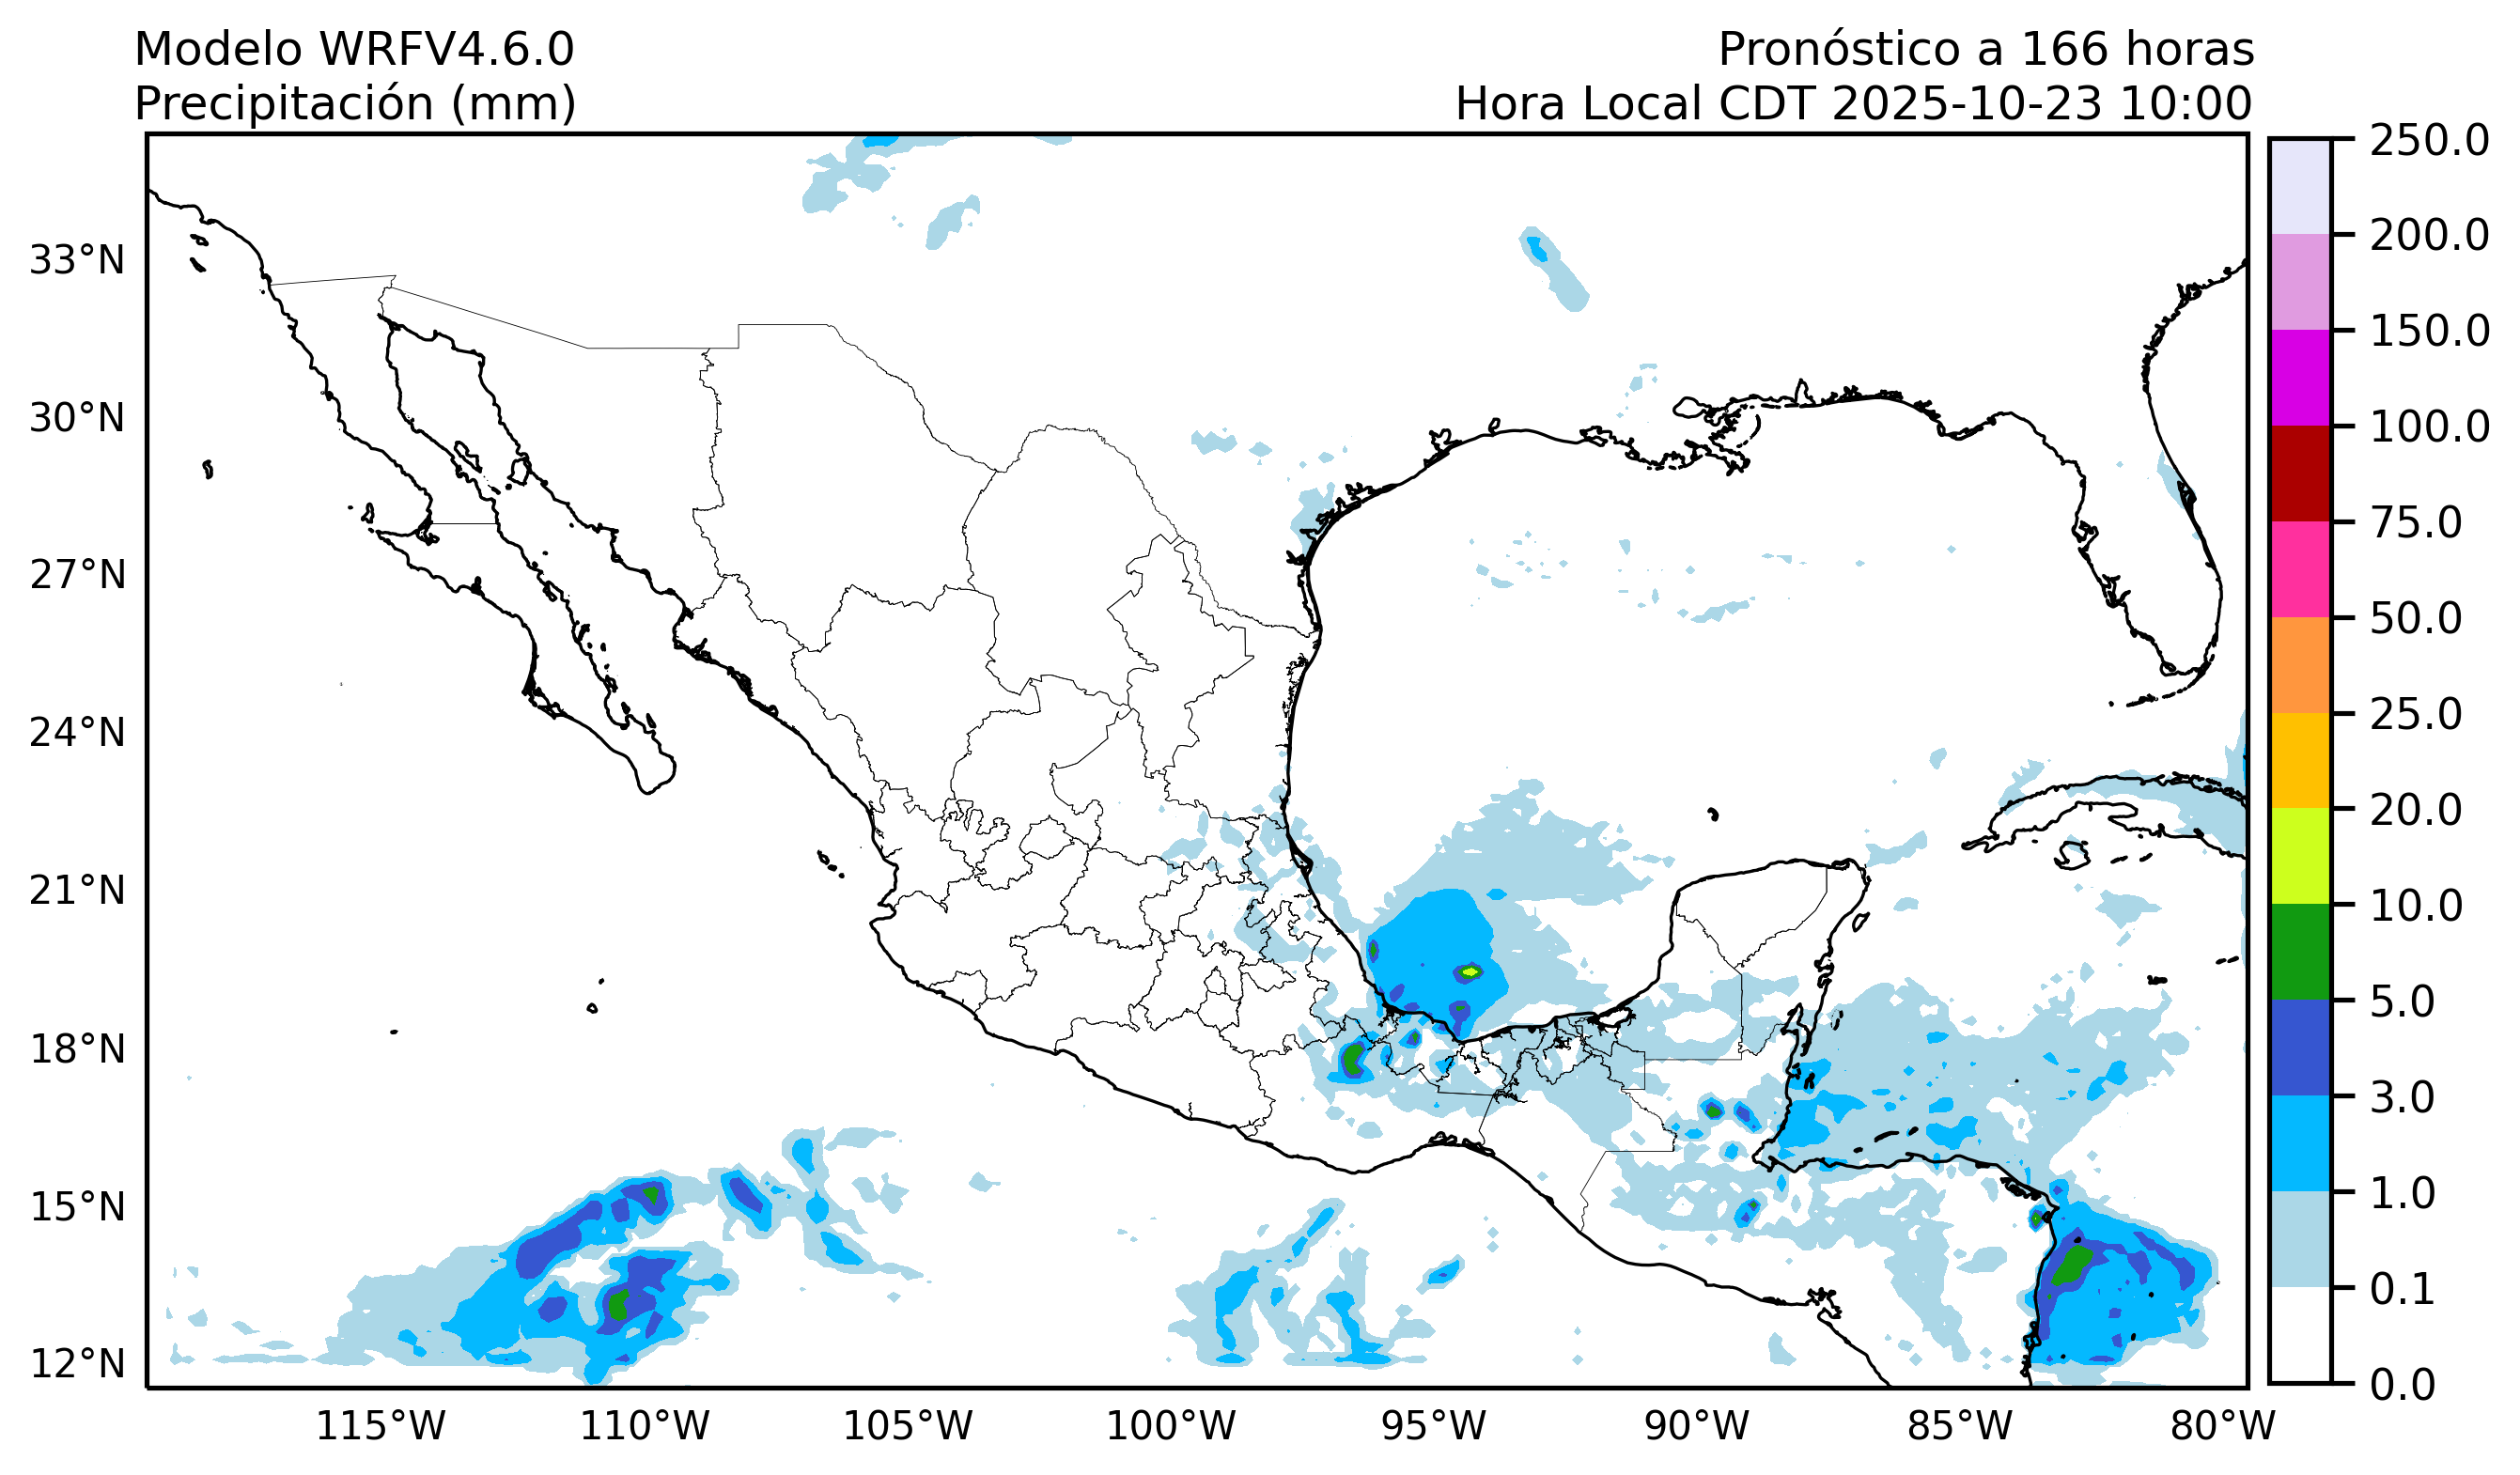 Modelo WRFV4.6.0
Precipitación (mm)
Pronóstico a 166 horas
Hora Local CDT 2025-10-23 10:00
33°N
30°N
27°N
24°N
21°N
18°N
15°N
12°N
115°W
110°W
105°W
100°W
95°W
90°W
85°W
80°W
250.0
200.0
150.0
100.0
75.0
50.0
25.0
20.0
10.0
5.0
3.0
1.0
0.1
0.0